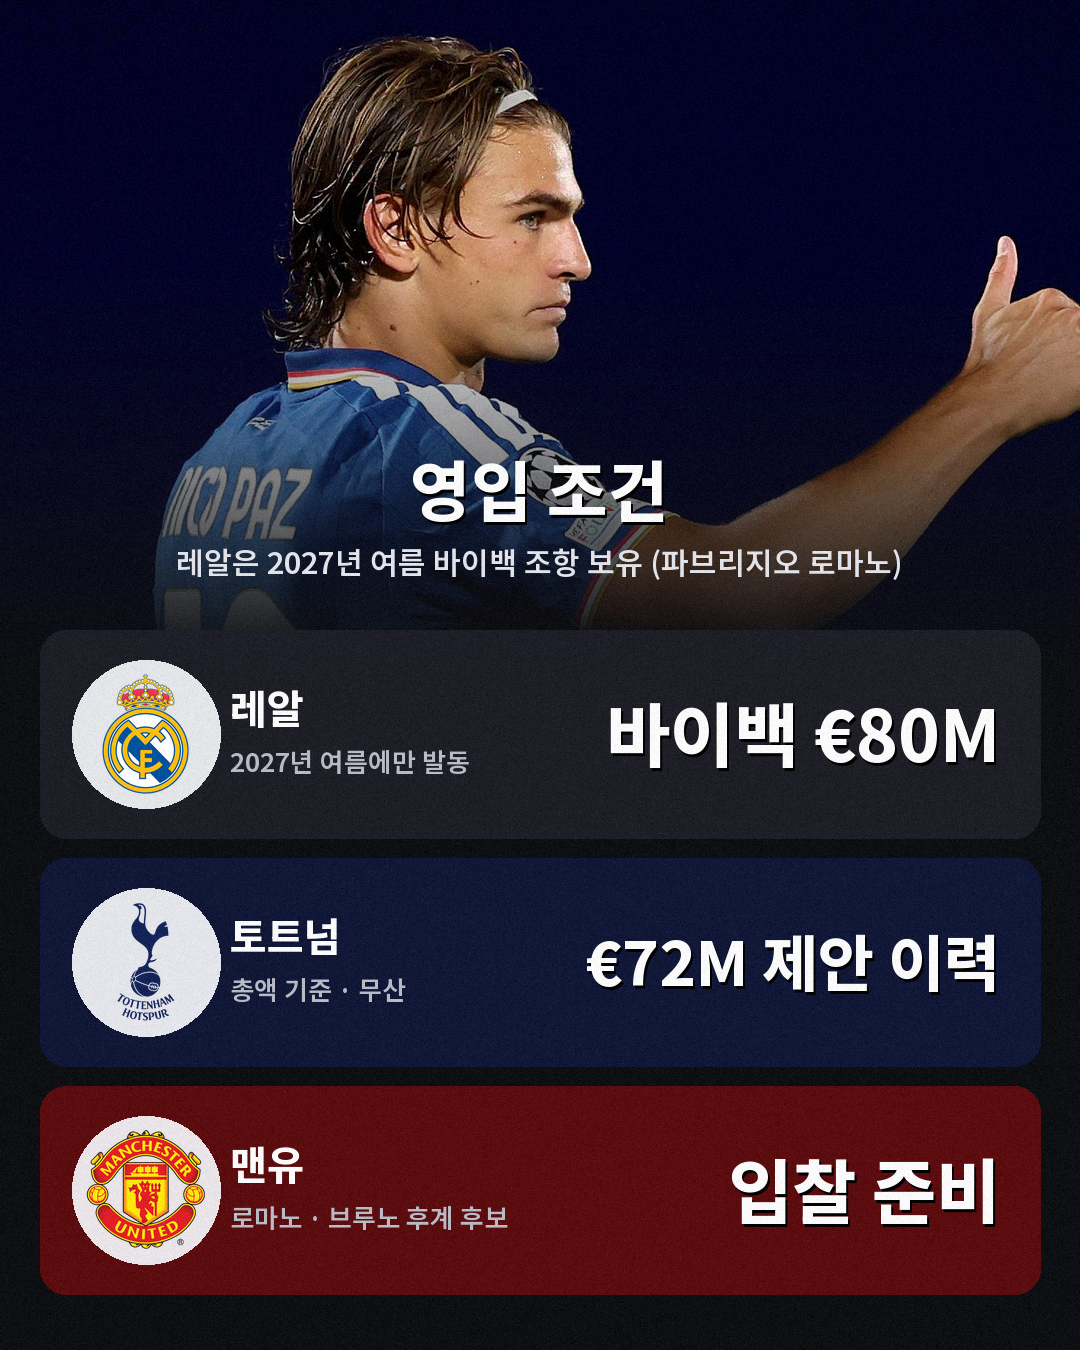 NICO PAZ
영입 조건
레알은 2027년 여름 바이백 조항 보유 (파브리지오 로마노)
레알
2027년 여름에만 발동
바이백 €80M
TOTTENHAM
HOTSPUR
토트넘
총액 기준 · 무산
€72M 제안 이력
MANCHESTER
UNITED
®
맨유
로마노 · 브루노 후계 후보
입찰 준비